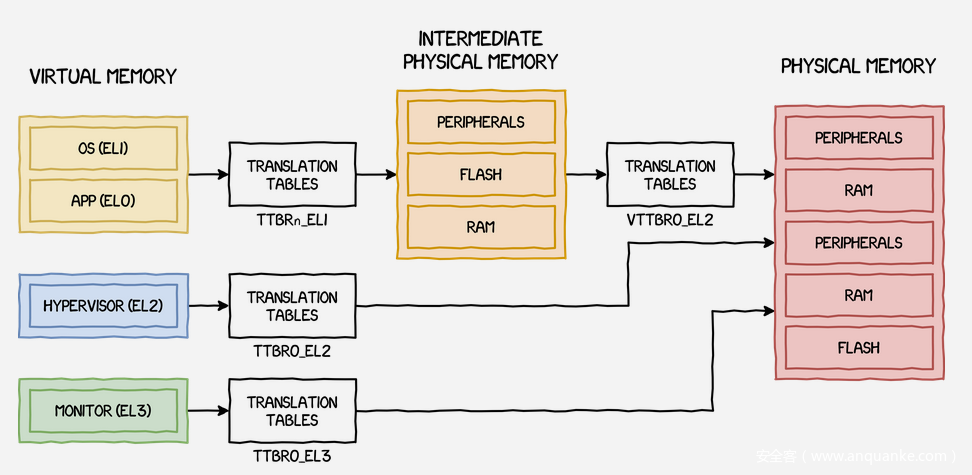 VIRTUAL MEMORY
OS (EL1)
APP (EL0)
HYPERVISOR (EL2)
MONITOR (EL3)
TRANSLATION
TABLES
TTBRn_EL1
TRANSLATION
TABLES
TTBR0_EL2
TRANSLATION
TABLES
TTBR0_EL3
INTERMEDIATE
PHYSICAL MEMORY
PERIPHERALS
FLASH
RAM
TRANSLATION
TABLES
VTTBR0_EL2
PHYSICAL MEMORY
PERIPHERALS
RAM
PERIPHERALS
RAM
FLASH
安全客（www.anquanke.com）